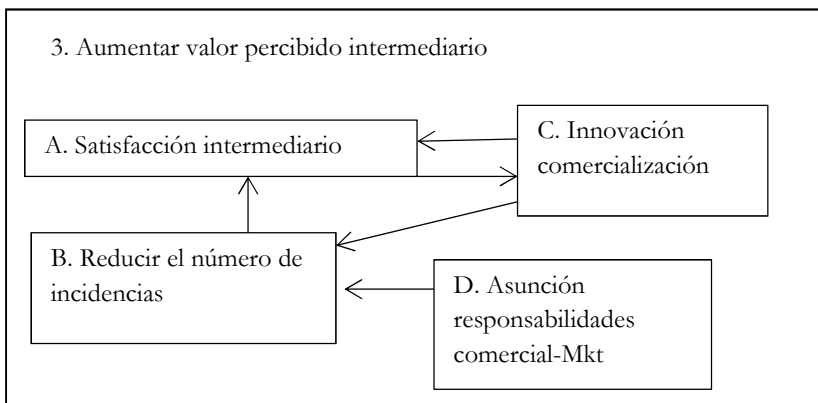 3. Aumentar valor percibido intermediario
A. Satisfacción intermediario
C. Innovación
comercialización
B. Reducir el número de
incidencias
D. Asunción
responsabilidades
comercial-Mkt